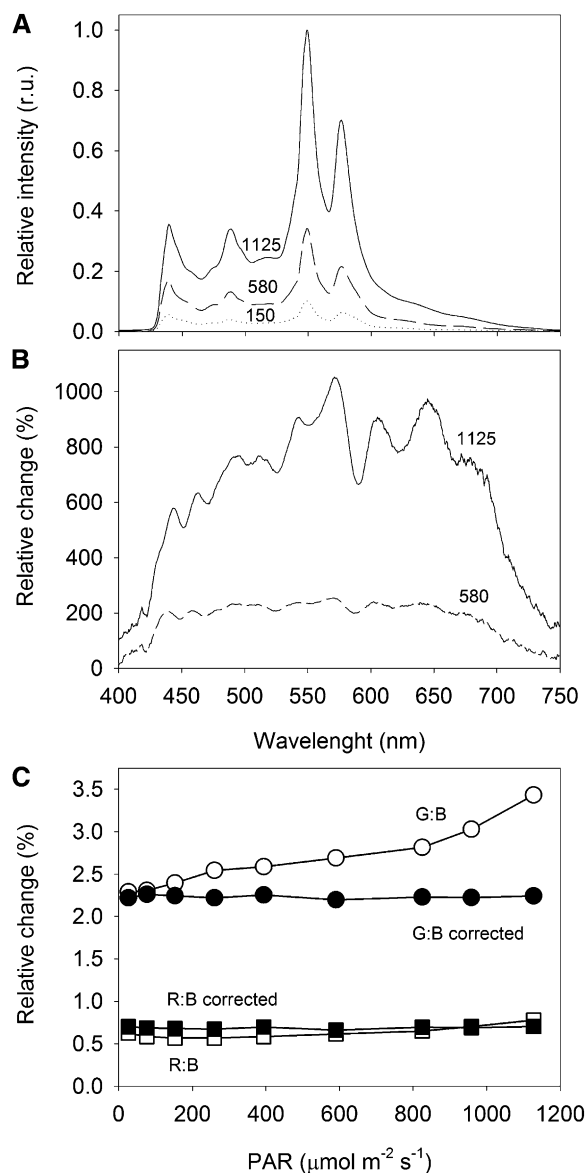 A
Relative intensity (r.u.)
1.0
0.8
0.6
0.4
0.2
0.0
1125
580
150
B
Relative change (%)
1000
800
600
400
200
0
1125
580
400 450 500 550 600 650 700 750
Wavelenght (nm)
C
Relative change (%)
3.5
3.0
2.5
2.0
1.5
1.0
0.5
0.0
G:B
G:B corrected
R:B corrected
R:B
0 200 400 600 800 1000 1200
PAR (μmol m-2 s-1)